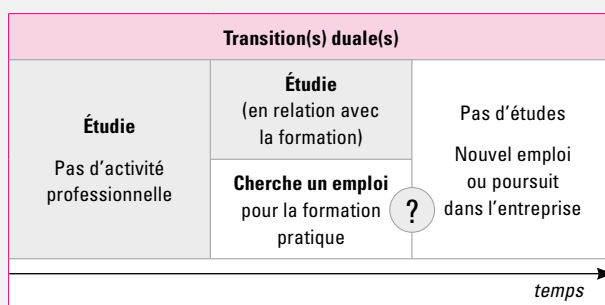 Transition(s) duale(s)
Étudie
Pas d'activité
professionnelle
Étudie
(en relation avec
la formation)
Cherche un emploi
pour la formation
pratique
?
Pas d'études
Nouvel emploi
ou poursuit
dans l'entreprise
temps